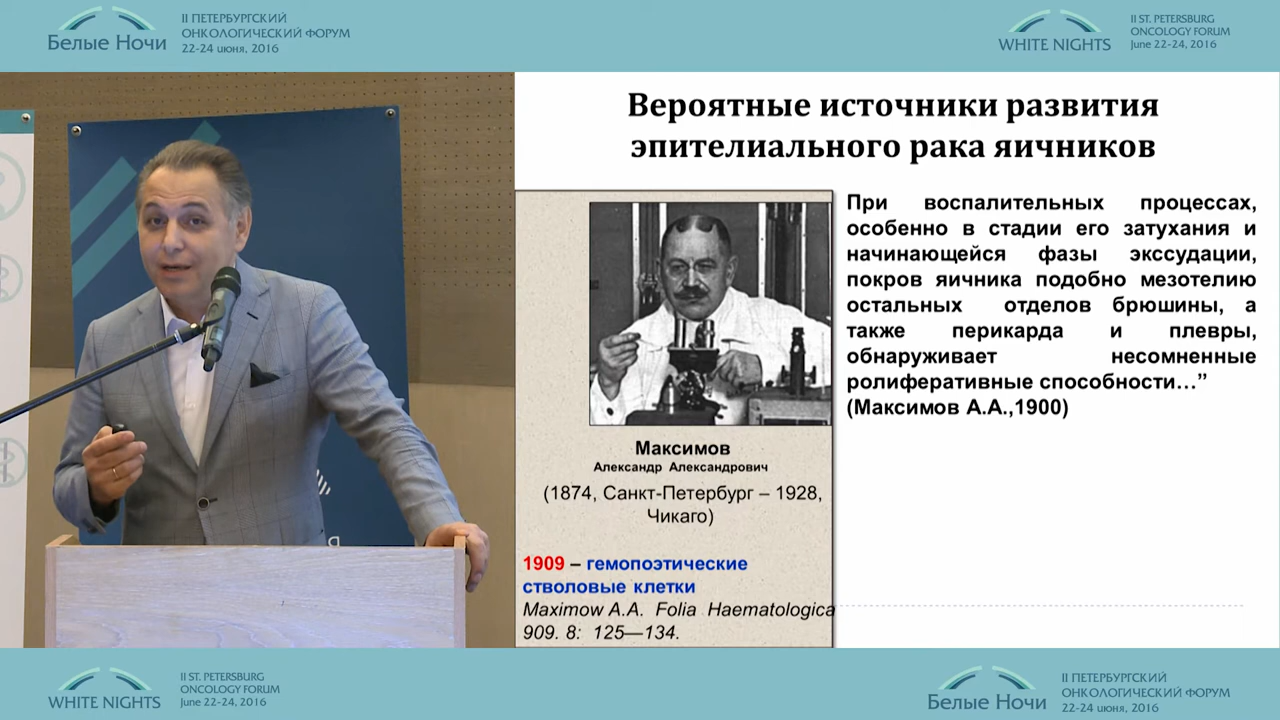 II ПЕТЕРБУРГСКИЙ
ОНКОЛОГИЧЕСКИЙ ФОРУМ
22-24 июня, 2016
Белые Ночи
II ST. PETERSBURG
ONCOLOGY FORUM
June 22-24, 2016
WHITE NIGHTS
Вероятные источники развития
эпителиального рака яичников
При воспалительных процессах,
особенно в стадии его затухания и
начинающейся фазы экссудации,
покров яичника подобно мезотелию
остальных отделов брюшины, а
также перикарда и плевры,
обнаруживает несомненные
ролиферативные способности…”
(Максимов А.А.,1900)
Максимов
Александр Александрович
(1874, Санкт-Петербург – 1928,
Чикаго)
1909 – гемопоэтические
стволовые клетки
Maximow A.A. Folia Haematologica
909. 8: 125—134.
WHITE NIGHTS
II ST. PETERSBURG
ONCOLOGY FORUM
June 22-24, 2016
Белые Ночи
II ПЕТЕРБУРГСКИЙ
ОНКОЛОГИЧЕСКИЙ ФОРУМ
22-24 июня, 2016